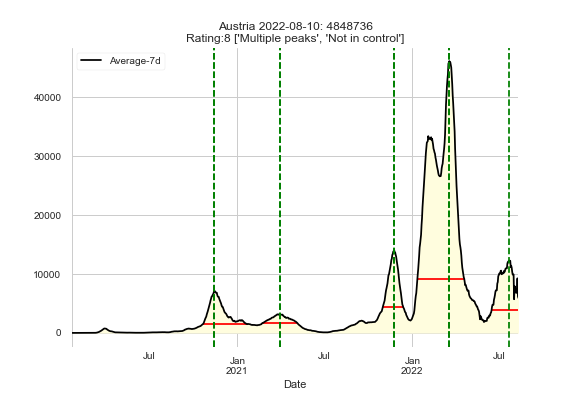 Austria 2022-08-10: 4848736
Rating:8 ['Multiple peaks', 'Not in control']
Average-7d
40000
30000
20000
10000
0
Jul
Jan
2021
Jul
Jan
2022
Jul
Date